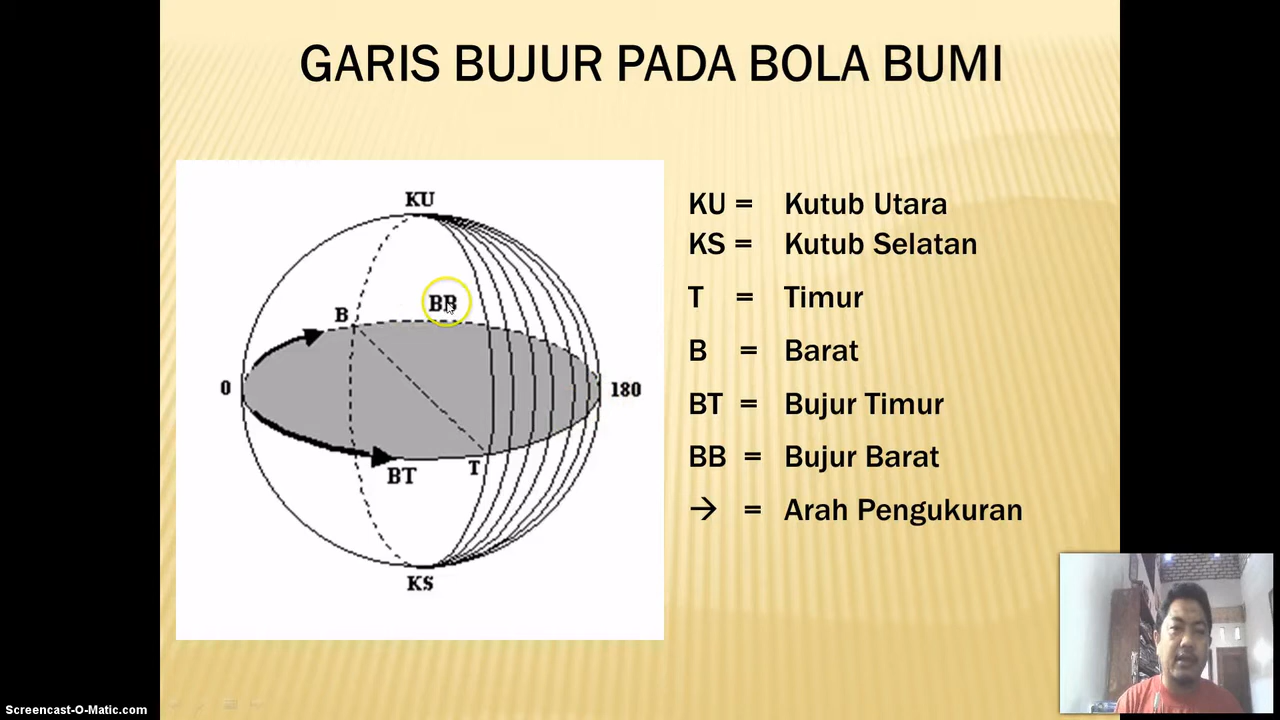 GARIS BUJUR PADA BOLA BUMI
KU
B
BB
0
180
BT
T
KS
KU = Kutub Utara
KS = Kutub Selatan
T = Timur
B = Barat
BT = Bujur Timur
BB = Bujur Barat
→ = Arah Pengukuran
Screencast-O-Matic.com